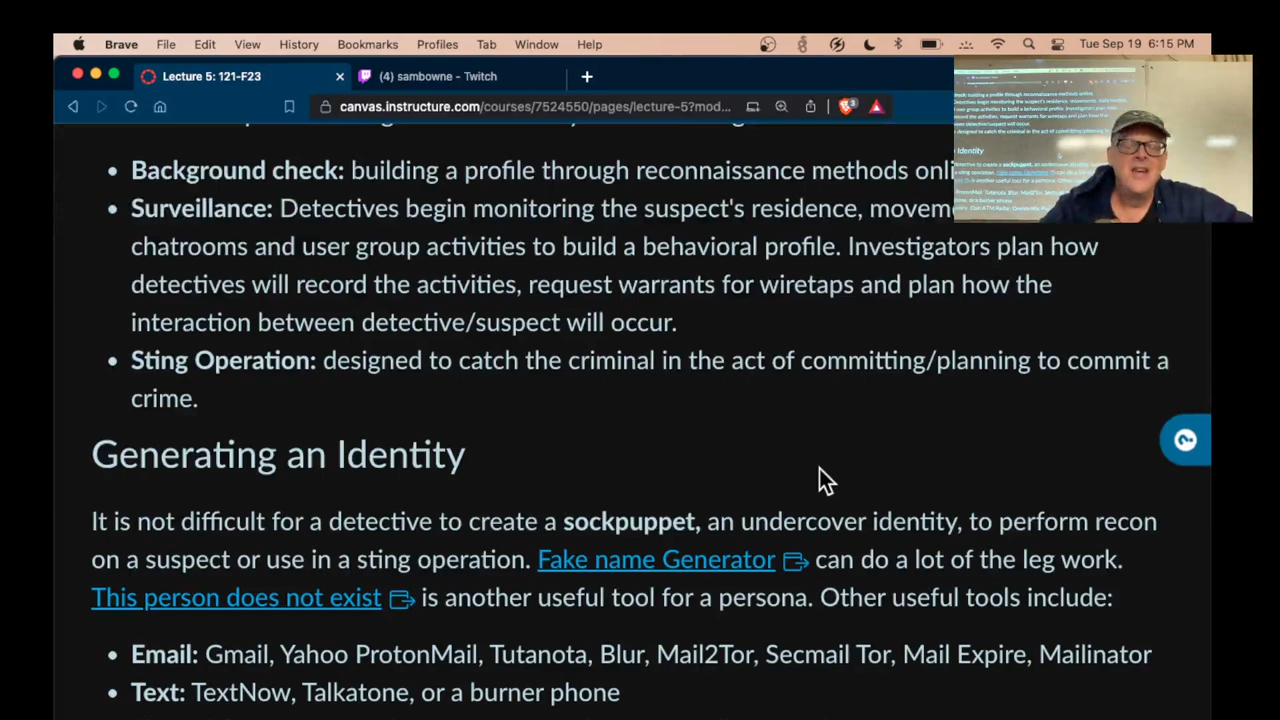 Brave File Edit View History Bookmarks Profiles Tab Window Help Tue Sep 19 6:15 PM
Lecture 5: 121-F23 (4) sambowne - Twitch
canvas.instructure.com/courses/7524550/pages/lecture-5?mod...
Background check: building a profile through reconnaissance methods onli
Surveillance: Detectives begin monitoring the suspect's residence, movem
chatrooms and user group activities to build a behavioral profile. Investigators plan how
detectives will record the activities, request warrants for wiretaps and plan how the
interaction between detective/suspect will occur.
Sting Operation: designed to catch the criminal in the act of committing/planning to commit a
crime.
Generating an Identity
It is not difficult for a detective to create a sockpuppet, an undercover identity, to perform recon
on a suspect or use in a sting operation. Fake name Generator can do a lot of the leg work.
This person does not exist is another useful tool for a persona. Other useful tools include:
Email: Gmail, Yahoo ProtonMail, Tutanota, Blur, Mail2Tor, Secmail Tor, Mail Expire, Mailinator
Text: TextNow, Talkatone, or a burner phone